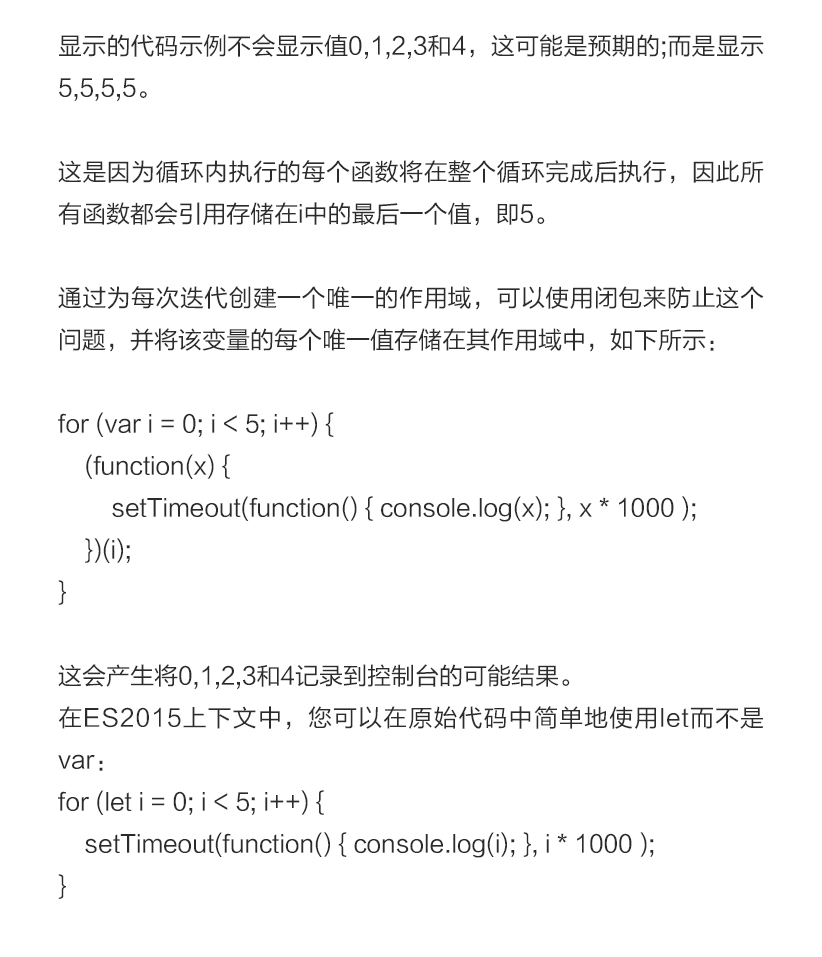 显示的代码示例不会显示值0,1,2,3和4，这可能是预期的;而是显示
5,5,5,5。
这是因为循环内执行的每个函数将在整个循环完成后执行，因此所
有函数都会引用存储在i中的最后一个值，即5。
通过为每次迭代创建一个唯一的作用域，可以使用闭包来防止这个
问题，并将该变量的每个唯一值存储在其作用域中，如下所示：
for (var i = 0; i < 5; i++) {
    (function(x) {
        setTimeout(function() { console.log(x); }, x * 1000 );
    })(i);
}
这会产生将0,1,2,3和4记录到控制台的可能结果。
在ES2015上下文中，您可以在原始代码中简单地使用let而不是
var：
for (let i = 0; i < 5; i++) {
    setTimeout(function() { console.log(i); }, i * 1000 );
}